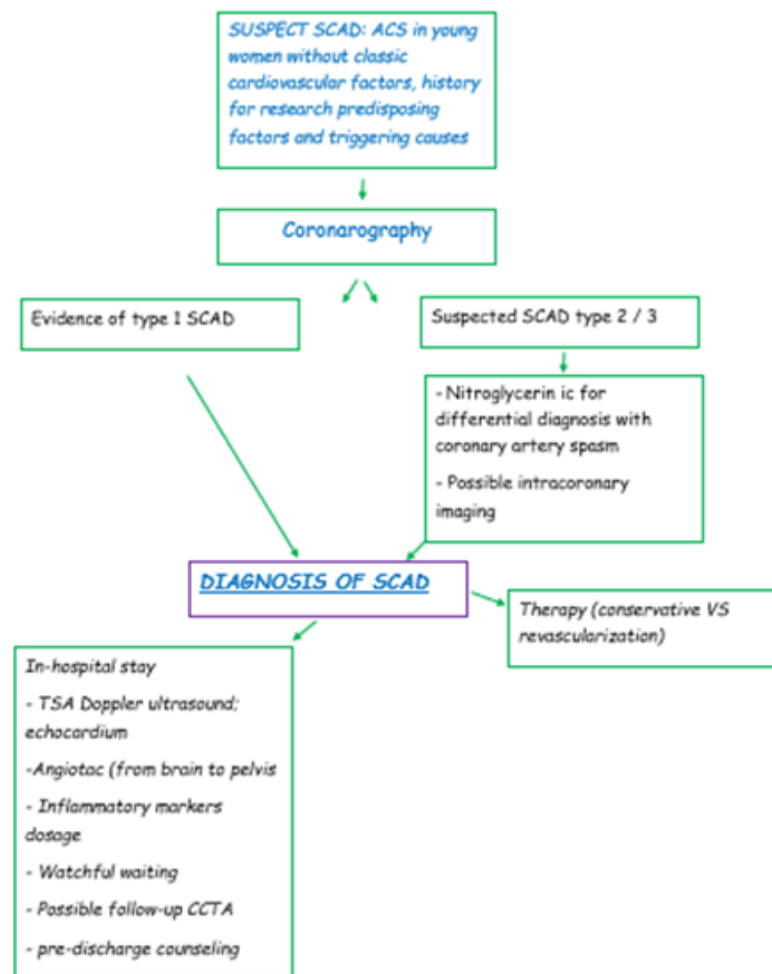 SUSPECT SCAD: ACS in young
women without classic
cardiovascular factors, history
for research predisposing
factors and triggering causes
Coronarography
Evidence of type 1 SCAD
Suspected SCAD type 2 / 3
- Nitroglycerin ic for
differential diagnosis with
coronary artery spasm
- Possible intracoronary
imaging
DIAGNOSIS OF SCAD
Therapy (conservative VS
revascularization)
In-hospital stay
- TSA Doppler ultrasound;
echocardium
-Angiotac (from brain to pelvis
- Inflammatory markers
dosage
- Watchful waiting
- Possible follow-up CCTA
- pre-discharge counseling